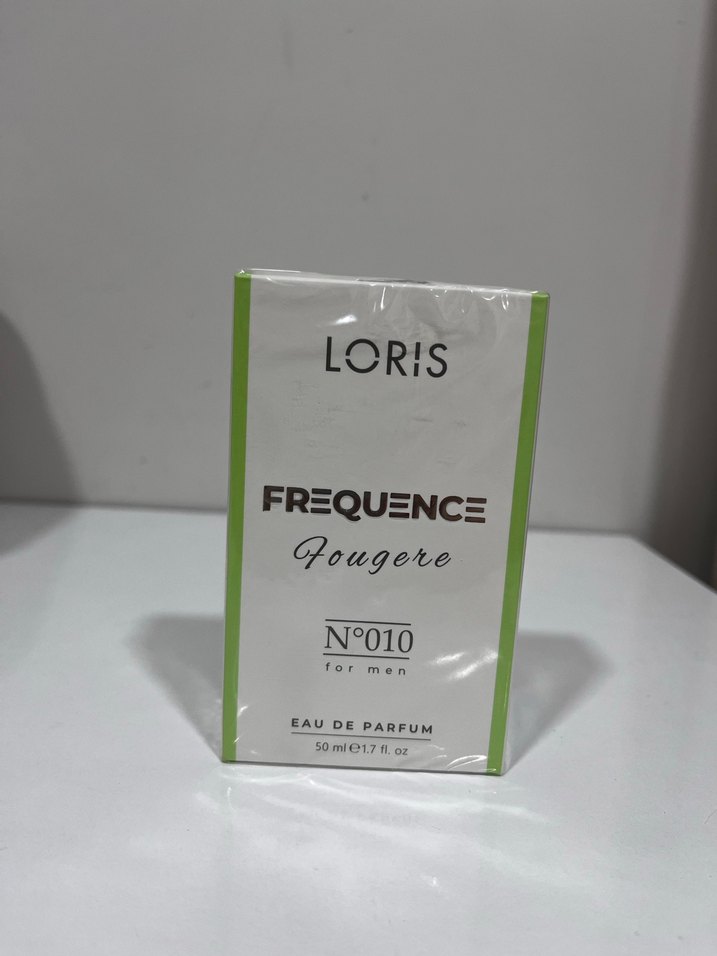 LORIS
FREQUENCE
Fougere
N°010
for men
EAU DE PARFUM
50 ml ℮1.7 fl. oz